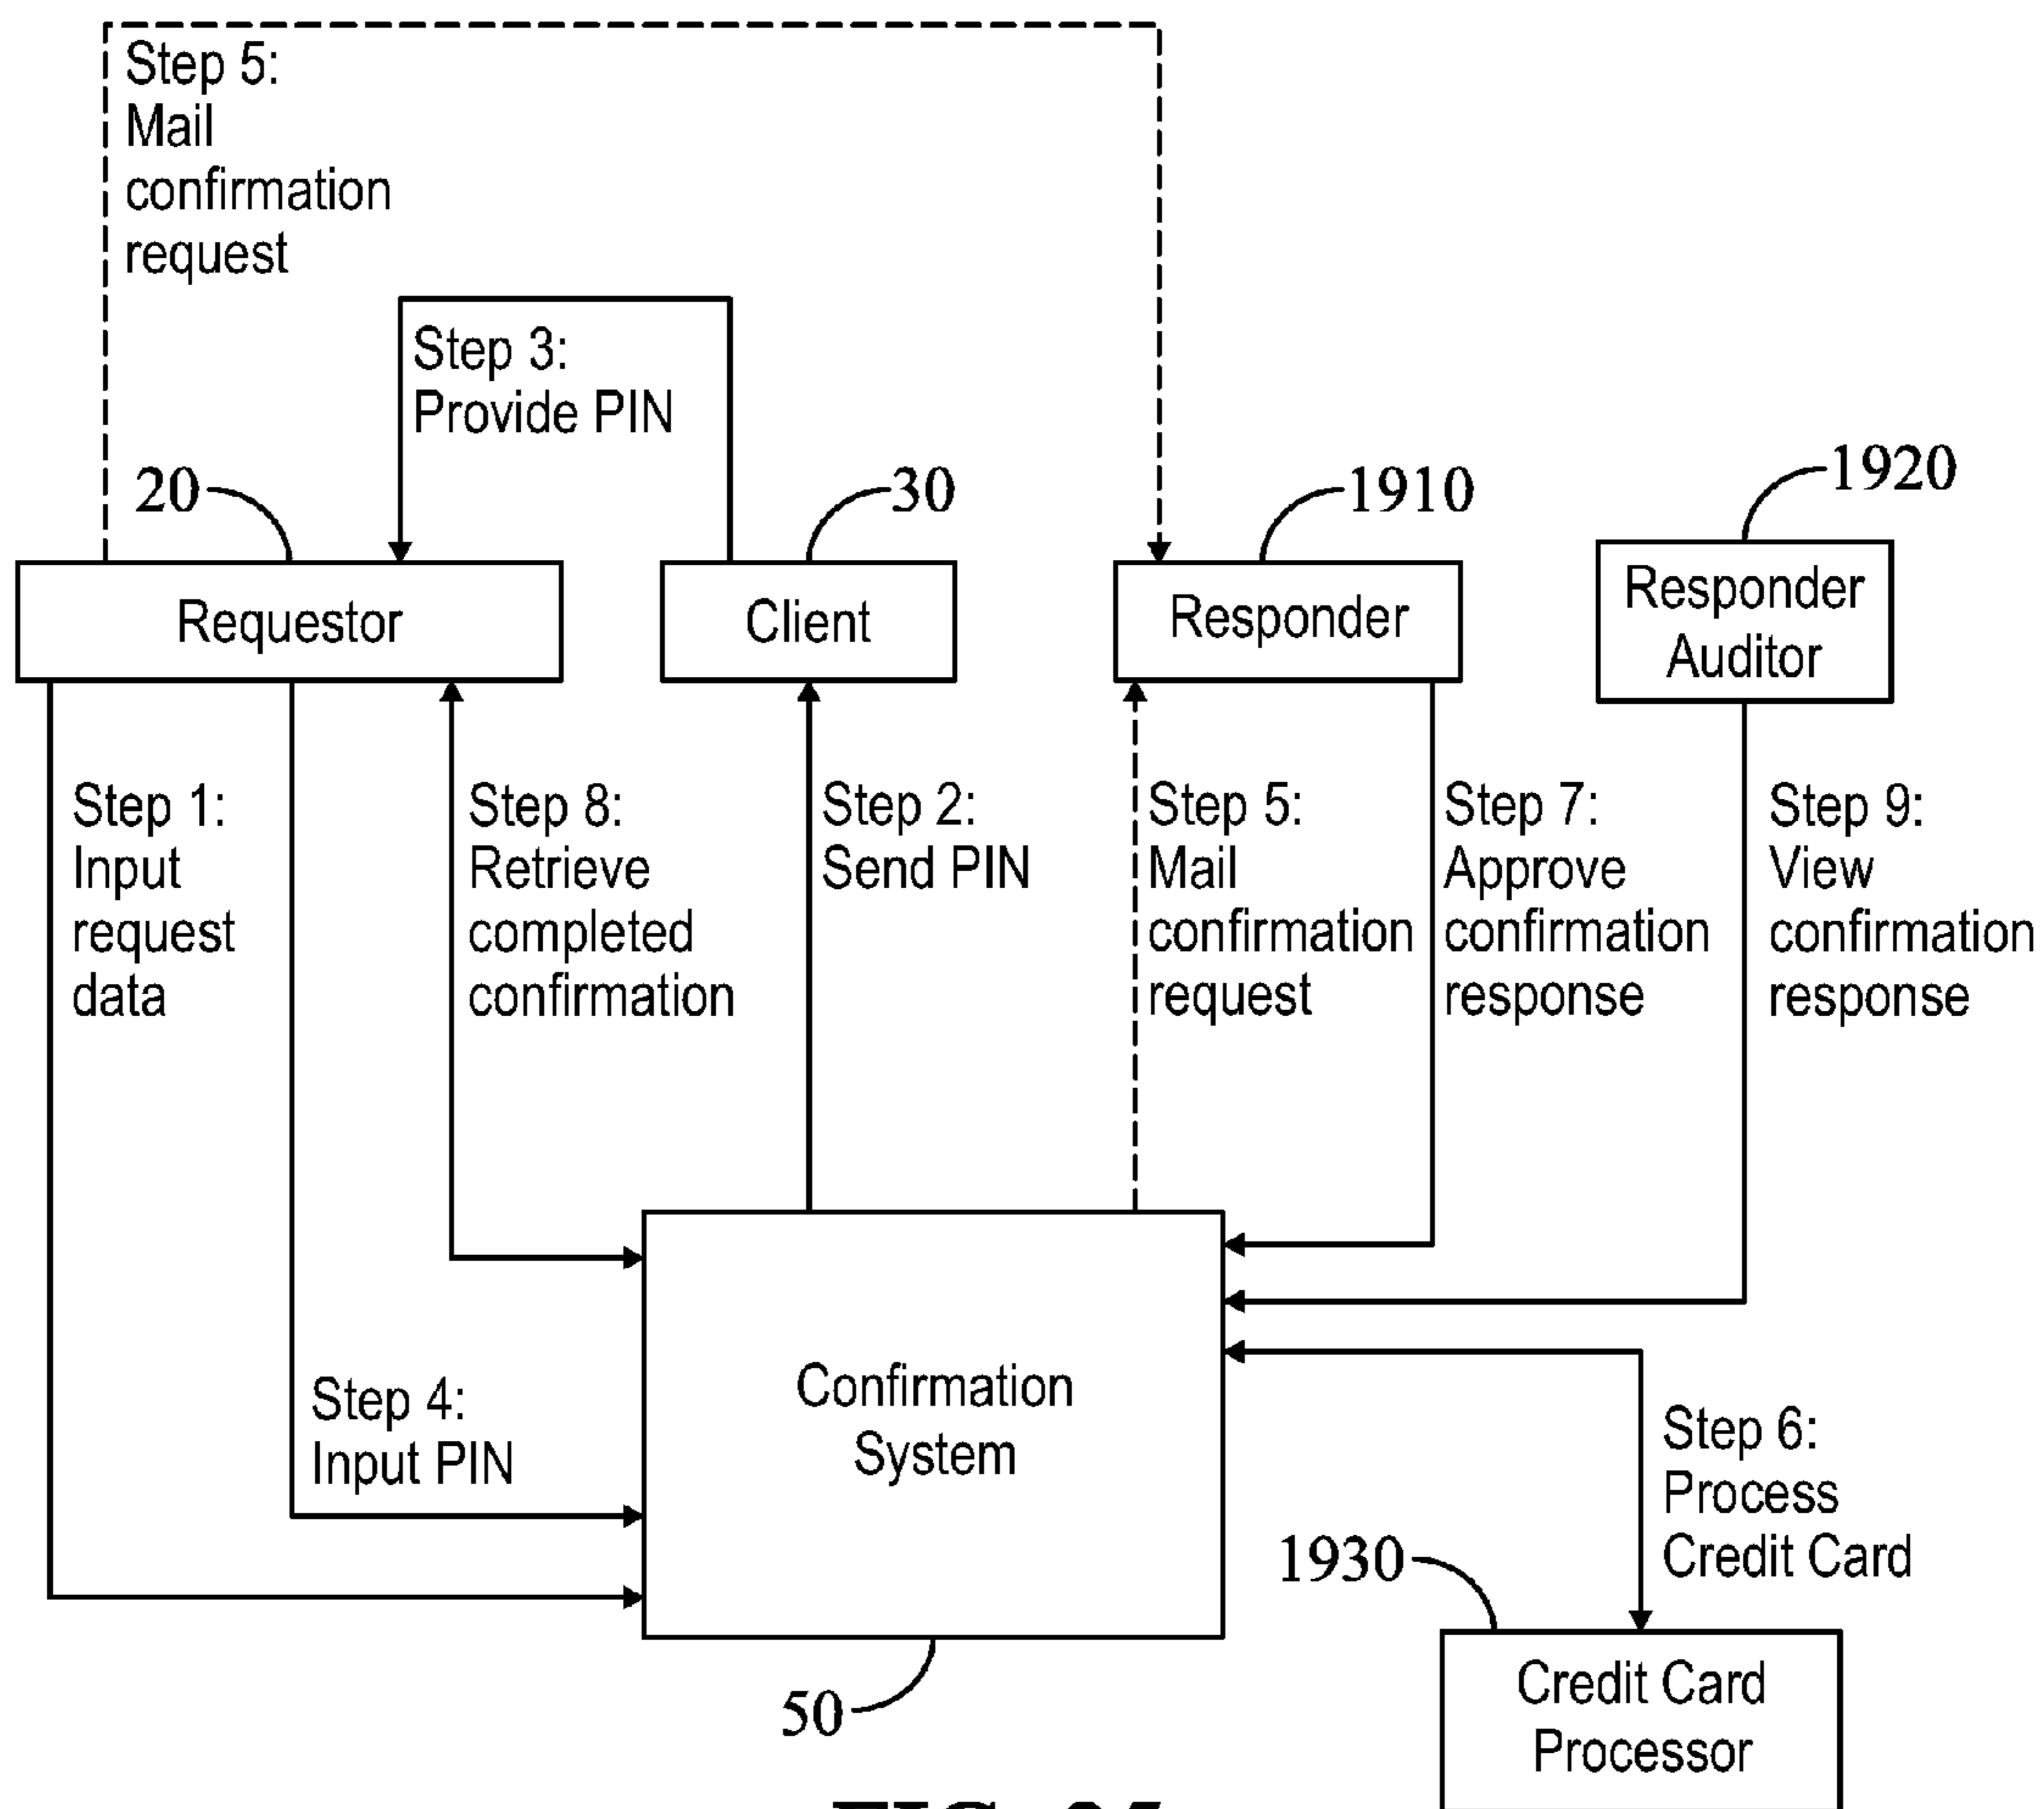 Step 5:
Mail
confirmation
request
Step 3:
Provide PIN
20
30
1910
1920
Requestor
Client
Responder
Responder
Auditor
Step 1:
Input
request
data
Step 8:
Retrieve
completed
confirmation
Step 2:
Send PIN
Step 5:
Mail
confirmation
request
Step 7:
Approve
confirmation
response
Step 9:
View
confirmation
response
Step 4:
Input PIN
Confirmation
System
Step 6:
Process
Credit Card
1930
50
Credit Card
Processor